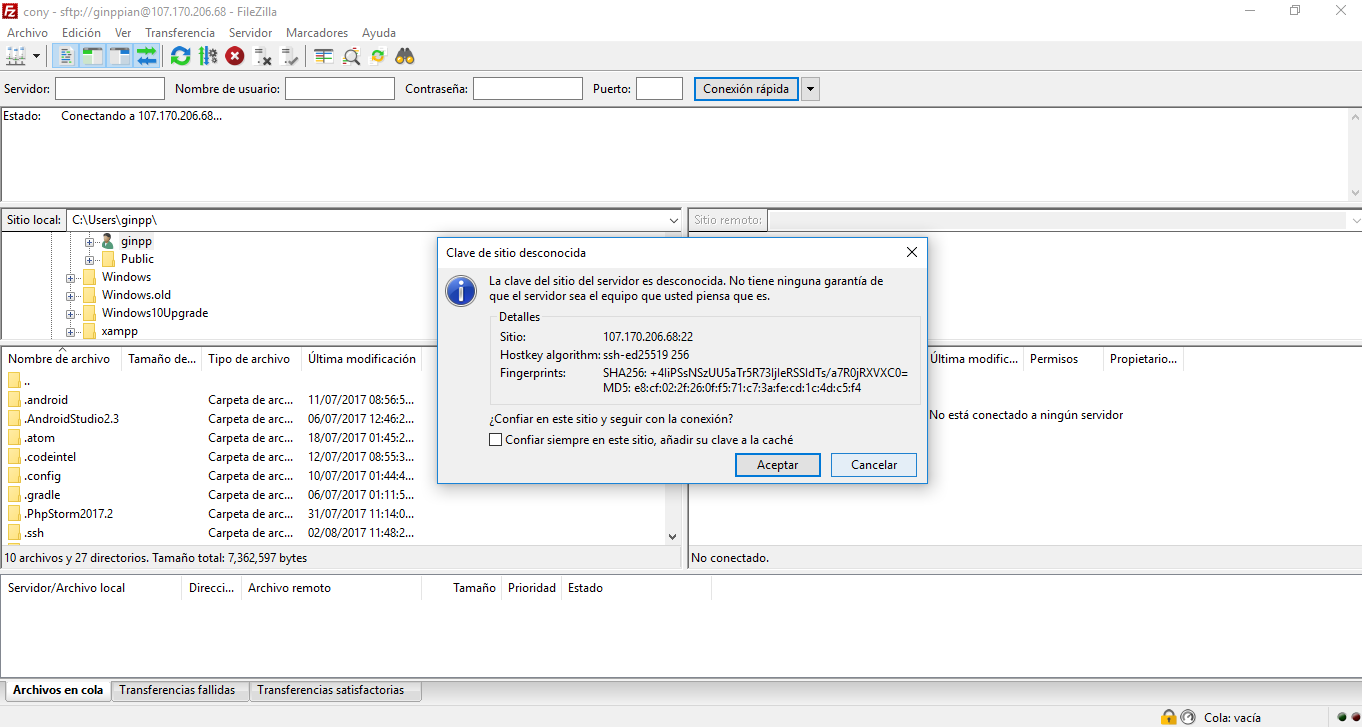 cony - sftp://ginppian@107.170.206.68 - FileZilla
Archivo Edición Ver Transferencia Servidor Marcadores Ayuda
Servidor: Nombre de usuario: Contraseña: Puerto: Conexión rápida
Estado: Conectando a 107.170.206.68...
Sitio local: C:\Users\ginpp\
Sitio remoto:
ginpp
Public
Windows
Windows.old
Windows10Upgrade
xampp
Nombre de archivo Tamaño de... Tipo de archivo Última modificación
..
.android Carpeta de arc... 11/07/2017 08:56:5...
.AndroidStudio2.3 Carpeta de arc... 06/07/2017 12:46:2...
.atom Carpeta de arc... 18/07/2017 01:45:2...
.codeintel Carpeta de arc... 12/07/2017 08:55:3...
.config Carpeta de arc... 10/07/2017 01:44:4...
.gradle Carpeta de arc... 06/07/2017 01:11:5...
.PhpStorm2017.2 Carpeta de arc... 31/07/2017 11:14:0...
.ssh Carpeta de arc... 02/08/2017 11:48:2...
10 archivos y 27 directorios. Tamaño total: 7,362,597 bytes
Clave de sitio desconocida
La clave del sitio del servidor es desconocida. No tiene ninguna garantía de
que el servidor sea el equipo que usted piensa que es.
Detalles
Sitio: 107.170.206.68:22
Hostkey algorithm: ssh-ed25519 256
Fingerprints: SHA256: +4liPSsNSzUU5aTr5R73IjleRSSldTs/a7R0jRXVXC0=
MD5: e8:cf:02:2f:26:0f:f5:71:c7:3a:fe:cd:1c:4d:c5:f4
¿Confiar en este sitio y seguir con la conexión?
Confiar siempre en este sitio, añadir su clave a la caché
Aceptar Cancelar
Última modific... Permisos Propietario...
No está conectado a ningún servidor
No conectado.
Servidor/Archivo local Direcci... Archivo remoto Tamaño Prioridad Estado
Archivos en cola Transferencias fallidas Transferencias satisfactorias
Cola: vacía